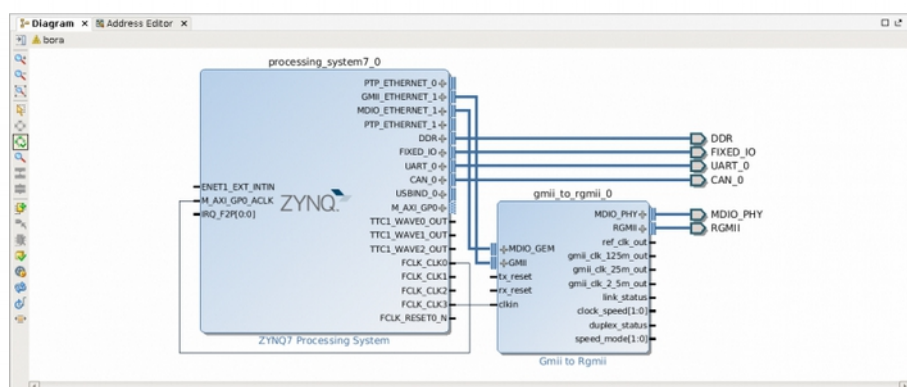 Diagram × Address Editor ×
bora
processing_system7_0
PTP_ETHERNET_0
GMII_ETHERNET_1
MDIO_ETHERNET_1
PTP_ETHERNET_1
DDR
FIXED_IO
UART_0
CAN_0
USBIND_0
M_AXI_GP0
TTC1_WAVE0_OUT
TTC1_WAVE1_OUT
TTC1_WAVE2_OUT
FCLK_CLK0
FCLK_CLK1
FCLK_CLK2
FCLK_CLK3
FCLK_RESET0_N
ENET1_EXT_INTIN
M_AXI_GP0_ACLK
IRQ_F2P[0:0]
ZYNQ
ZYNQ7 Processing System
DDR
FIXED_IO
UART_0
CAN_0
gmii_to_rgmii_0
MDIO_GEM
GMII
tx_reset
rx_reset
clkin
MDIO_PHY
RGMII
ref_clk_out
gmii_clk_125m_out
gmii_clk_25m_out
gmii_clk_2_5m_out
link_status
clock_speed[1:0]
duplex_status
speed_mode[1:0]
Gmii to Rgmii
MDIO_PHY
RGMII